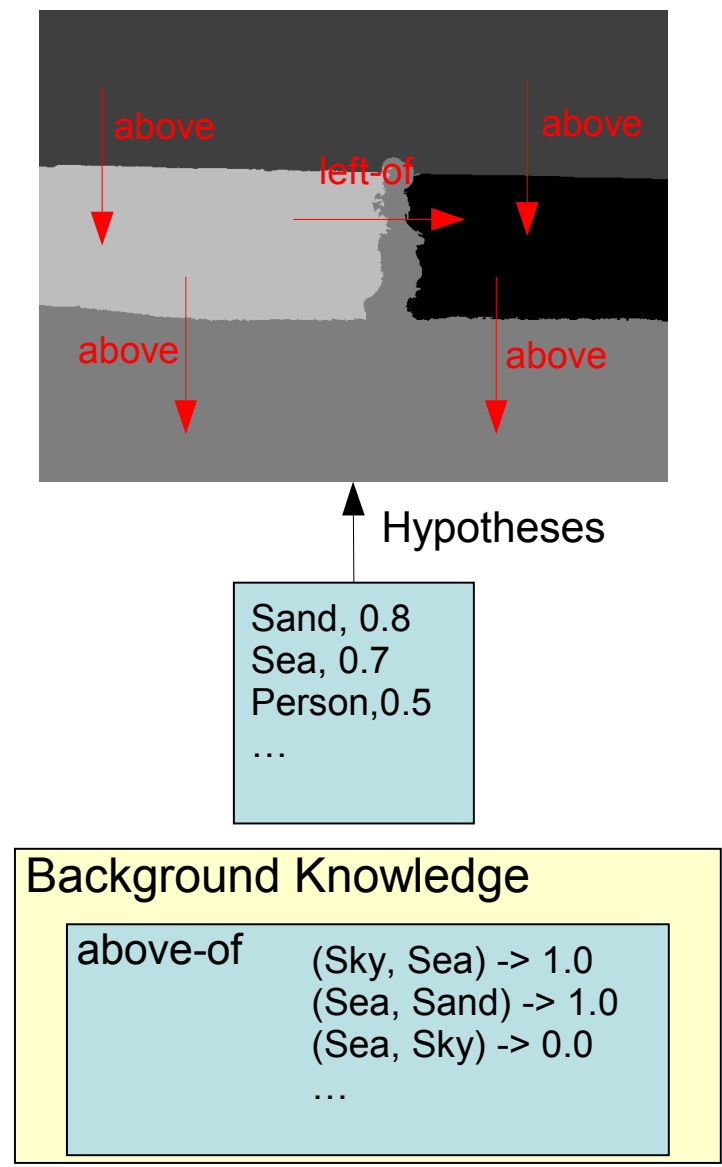 above
above
left-of
above
above
Hypotheses
Sand, 0.8
Sea, 0.7
Person,0.5
…
Background Knowledge
above-of
(Sky, Sea) -> 1.0
(Sea, Sand) -> 1.0
(Sea, Sky) -> 0.0
…